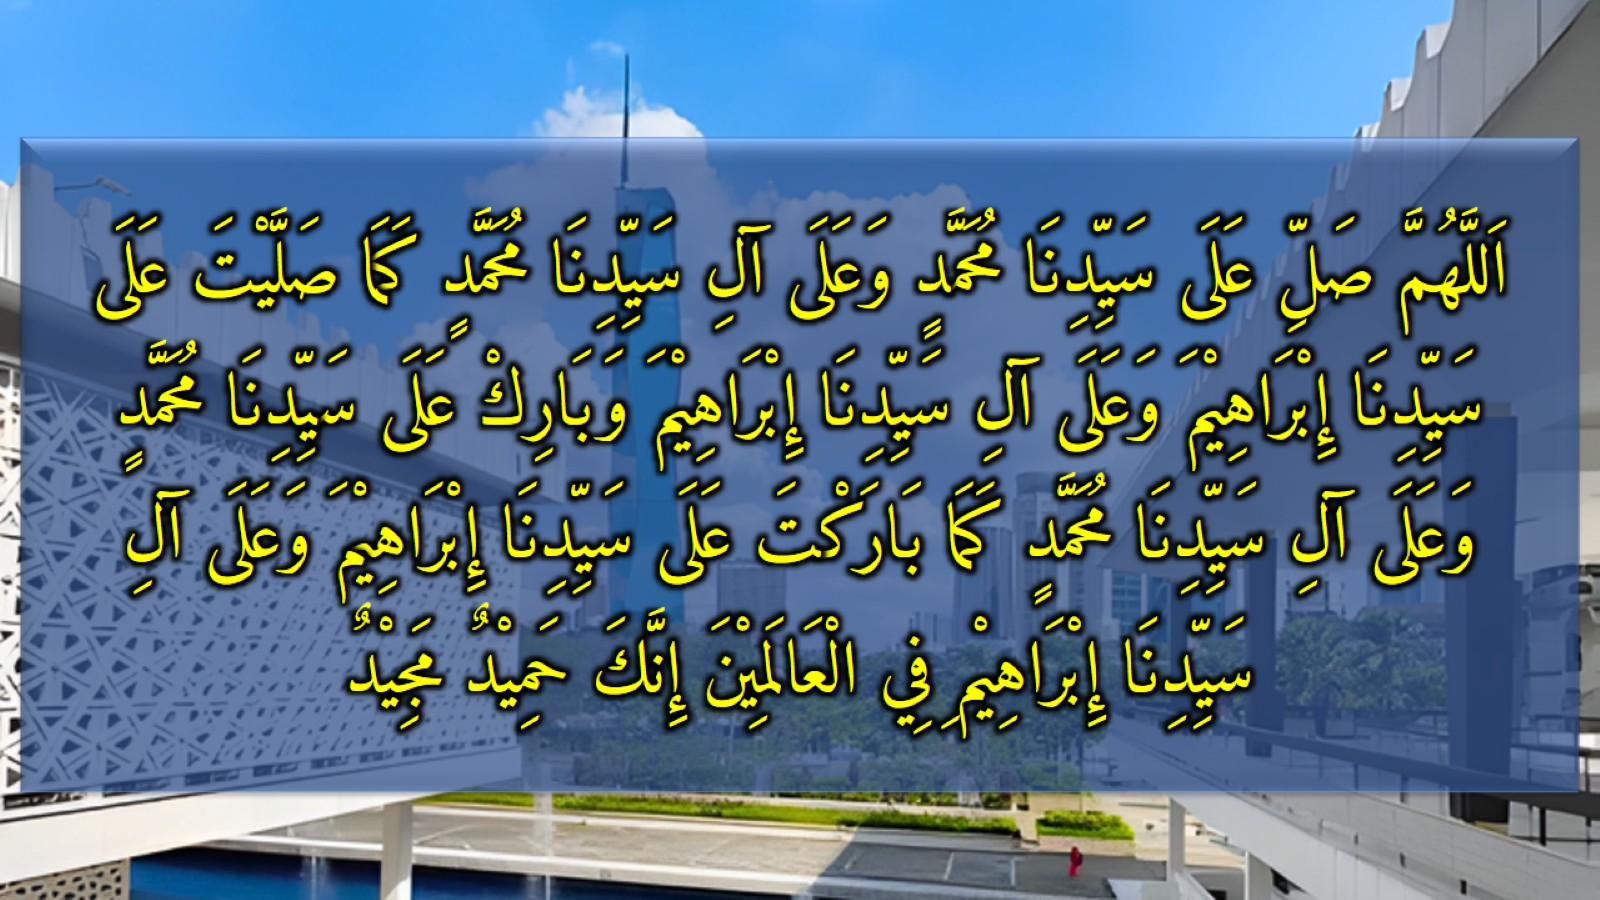 اَللَّهُمَّ صَلِّ عَلَى سَيِّدِنَا مُحَمَّدٍ وَعَلَى آلِ سَيِّدِنَا مُحَمَّدٍ كَمَا صَلَّيْتَ عَلَى
سَيِّدِنَا إِبْرَاهِيْمَ وَعَلَى آلِ سَيِّدِنَا إِبْرَاهِيْمَ وَبَارِكْ عَلَى سَيِّدِنَا مُحَمَّدٍ
وَعَلَى آلِ سَيِّدِنَا مُحَمَّدٍ كَمَا بَارَكْتَ عَلَى سَيِّدِنَا إِبْرَاهِيْمَ وَعَلَى آلِ
سَيِّدِنَا إِبْرَاهِيْمِ فِي الْعَالَمِيْنَ إِنَّكَ حَمِيْدٌ مَجِيْدٌ